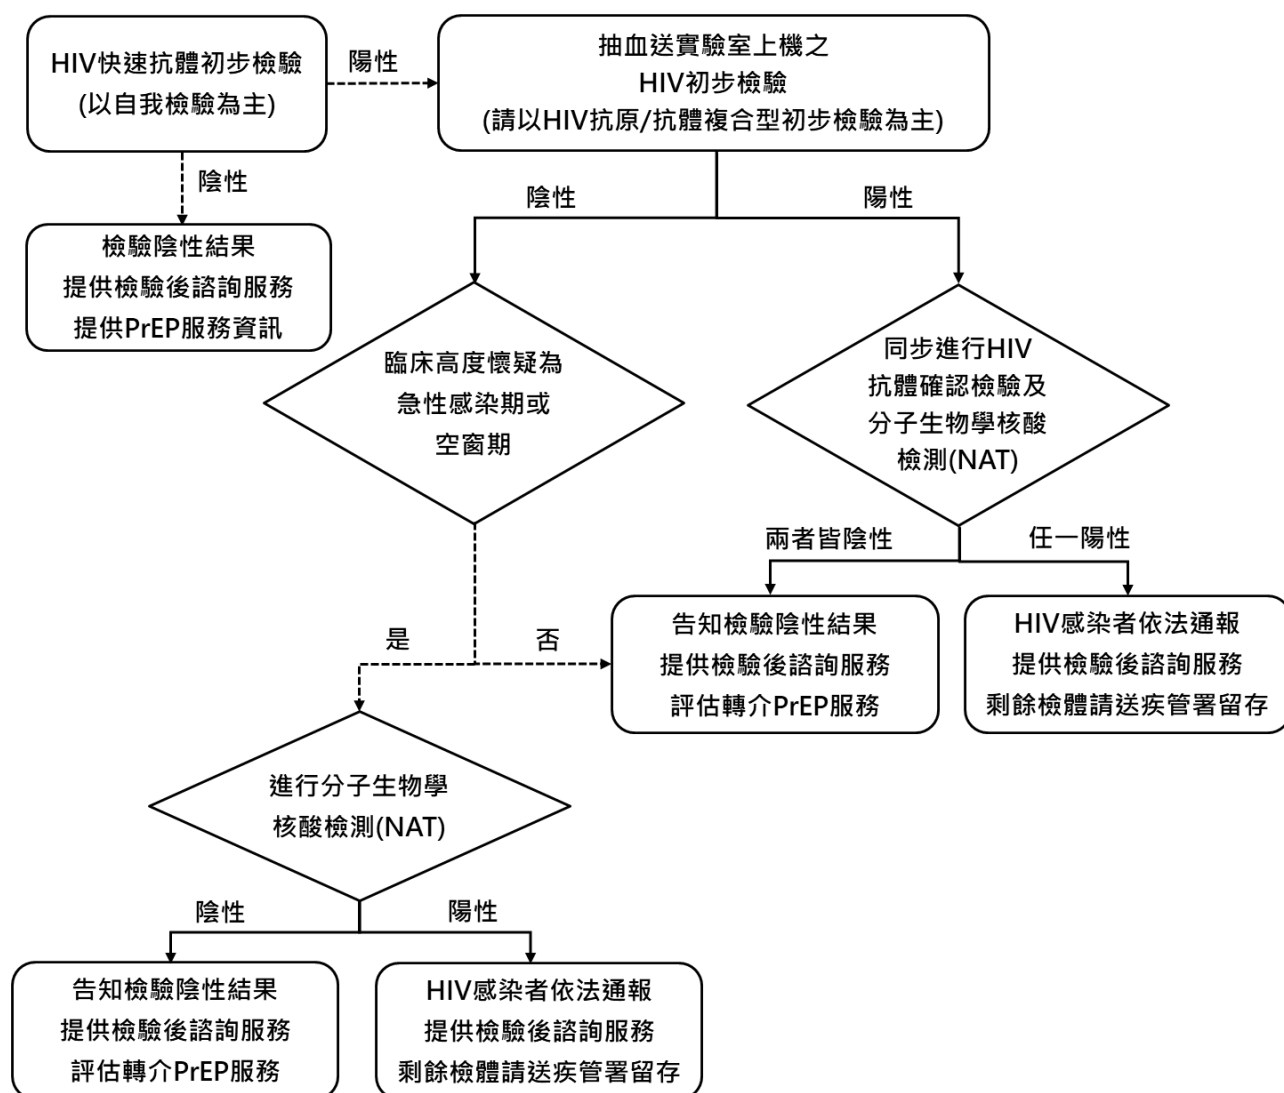 HIV快速抗體初步檢驗
(以自我檢驗為主)
陽性
抽血送實驗室上機之
HIV初步檢驗
(請以HIV抗原/抗體複合型初步檢驗為主)
陰性
檢驗陰性結果
提供檢驗後諮詢服務
提供PrEP服務資訊
陰性
陽性
臨床高度懷疑為
急性感染期或
空窗期
同步進行HIV
抗體確認檢驗及
分子生物學核酸
檢測(NAT)
兩者皆陰性
任一陽性
是
否
告知檢驗陰性結果
提供檢驗後諮詢服務
評估轉介PrEP服務
HIV感染者依法通報
提供檢驗後諮詢服務
剩餘檢體請送疾管署留存
進行分子生物學
核酸檢測(NAT)
陰性
陽性
告知檢驗陰性結果
提供檢驗後諮詢服務
評估轉介PrEP服務
HIV感染者依法通報
提供檢驗後諮詢服務
剩餘檢體請送疾管署留存